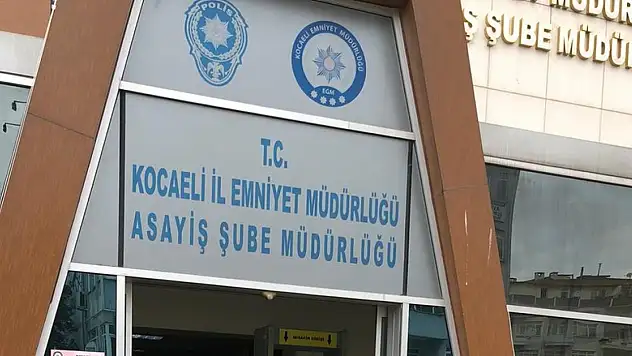 POLİS
KOCAELİ EMNİYET MÜDÜRLÜĞÜ
EGM
ŞUBE MÜDÜ
T.C.
KOCAELİ İL EMNİYET MÜDÜRLÜĞÜ
ASAYİŞ ŞUBE MÜDÜRLÜĞÜ